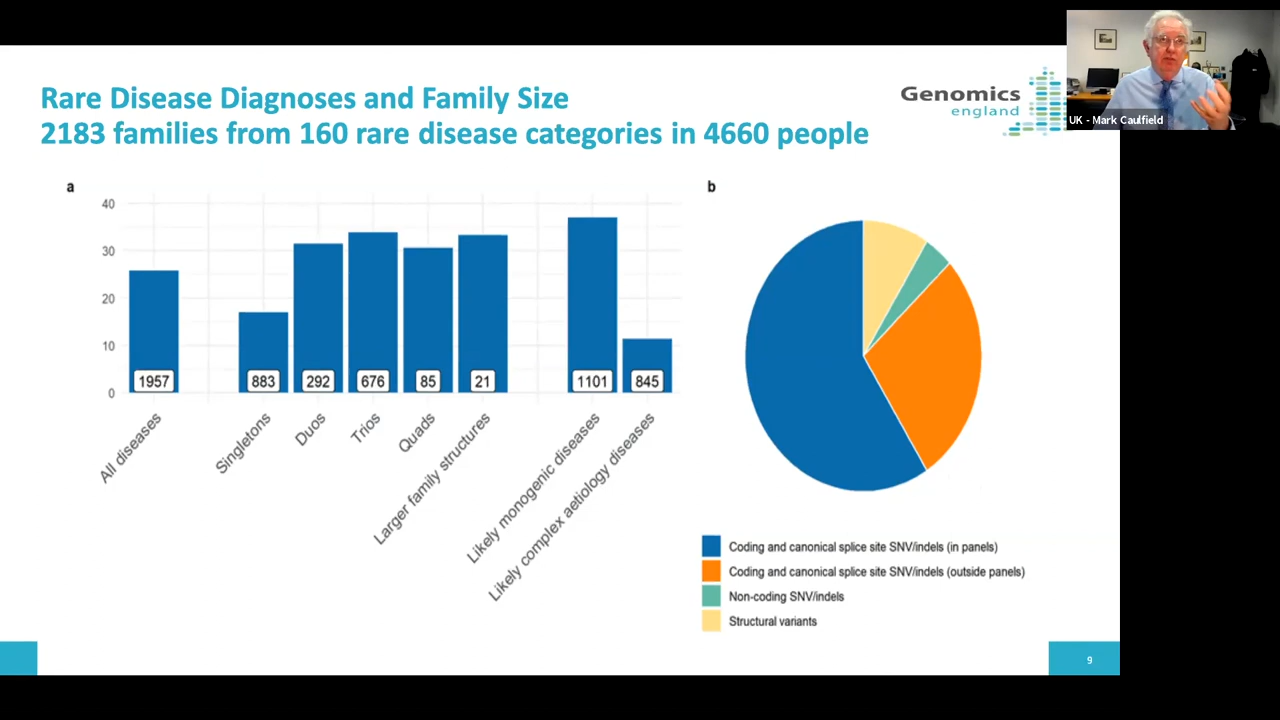 Rare Disease Diagnoses and Family Size
2183 families from 160 rare disease categories in 4660 people
Genomics
england
UK - Mark Caulfield
a
40
30
20
10
0
1957
883
292
676
85
21
1101
845
All diseases
Singletons
Duos
Trios
Quads
Larger family structures
Likely monogenic diseases
Likely complex aetiology diseases
b
Coding and canonical splice site SNV/indels (in panels)
Coding and canonical splice site SNV/indels (outside panels)
Non-coding SNV/indels
Structural variants
9